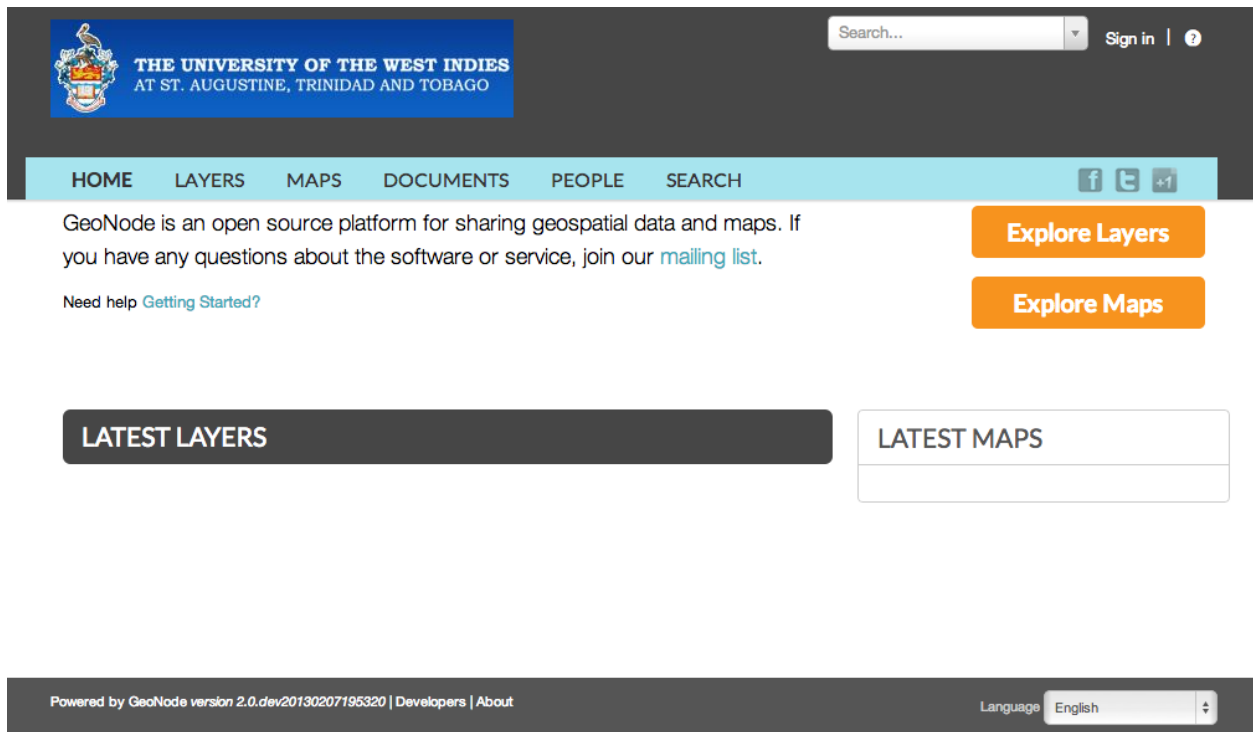 THE UNIVERSITY OF THE WEST INDIES
AT ST. AUGUSTINE, TRINIDAD AND TOBAGO
Search...
Sign in | ?
HOME LAYERS MAPS DOCUMENTS PEOPLE SEARCH
f t +1
GeoNode is an open source platform for sharing geospatial data and maps. If
you have any questions about the software or service, join our mailing list.
Need help Getting Started?
Explore Layers
Explore Maps
LATEST LAYERS
LATEST MAPS
Powered by GeoNode version 2.0.dev20130207195320 | Developers | About
Language English